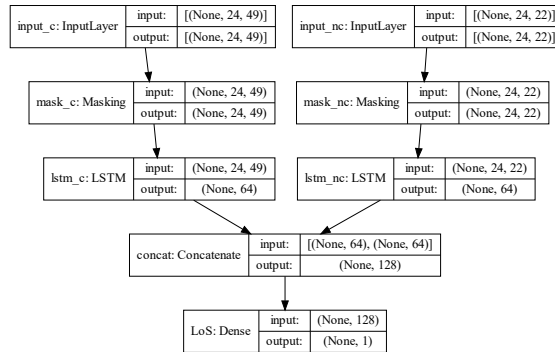 input_c: InputLayer
input: [(None, 24, 49)]
output: [(None, 24, 49)]
input_nc: InputLayer
input: [(None, 24, 22)]
output: [(None, 24, 22)]
mask_c: Masking
input: (None, 24, 49)
output: (None, 24, 49)
mask_nc: Masking
input: (None, 24, 22)
output: (None, 24, 22)
lstm_c: LSTM
input: (None, 24, 49)
output: (None, 64)
lstm_nc: LSTM
input: (None, 24, 22)
output: (None, 64)
concat: Concatenate
input: [(None, 64), (None, 64)]
output: (None, 128)
LoS: Dense
input: (None, 128)
output: (None, 1)